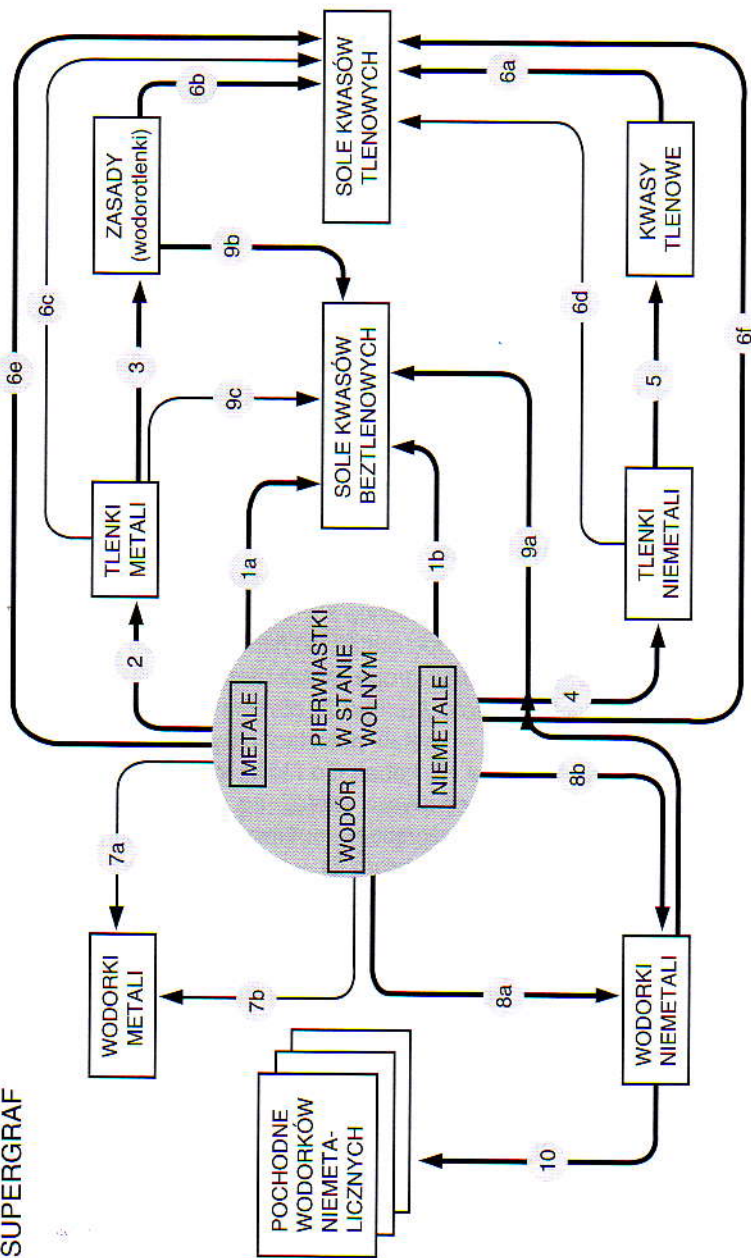 SUPERGRAF
6e
6c
7a
2
3
6b
WODORKI
METALI
TLENKI
METALI
ZASADY
(wodorotlenki)
7b
1a
9c
9b
METALE
PIERWIASTKI
W STANIE
WOLNYM
WODÓR
NIEMETALE
SOLE KWASÓW
BEZTLENOWYCH
SOLE KWASÓW
TLENOWYCH
POCHODNE
WODORKÓW
NIEMETA-
LICZNYCH
8a
1b
9a
6d
6a
10
8b
4
5
WODORKI
NIEMETALI
TLENKI
NIEMETALI
KWASY
TLENOWE
6f